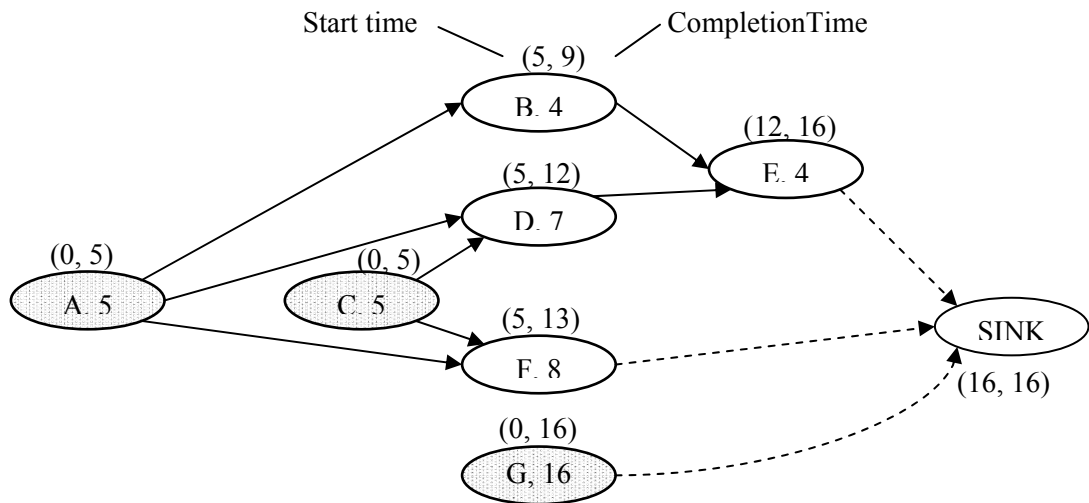 Start time
CompletionTime
(5, 9)
B. 4
(12, 16)
E. 4
(5, 12)
D. 7
(0, 5)
A. 5
(0, 5)
C. 5
(5, 13)
F. 8
SINK
(16, 16)
(0, 16)
G, 16